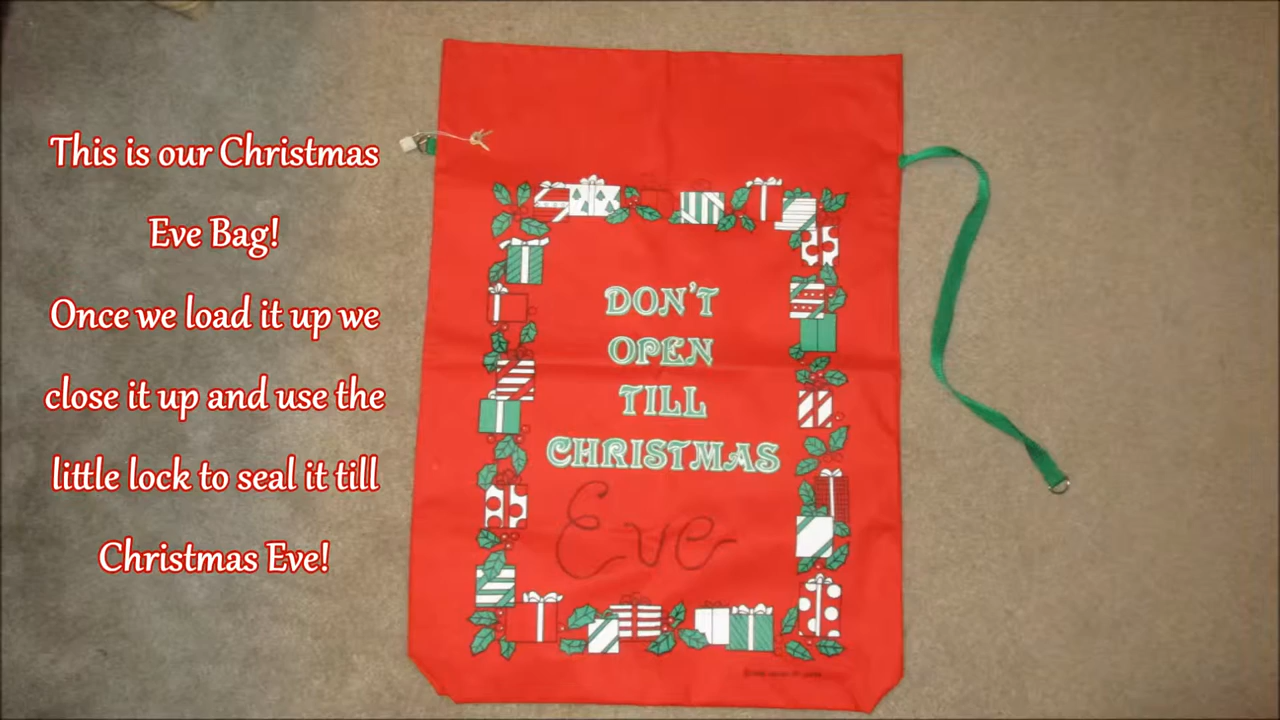 This is our Christmas
Eve Bag!
Once we load it up we
close it up and use the
little lock to seal it till
Christmas Eve!
DON'T
OPEN
TILL
CHRISTMAS
Eve